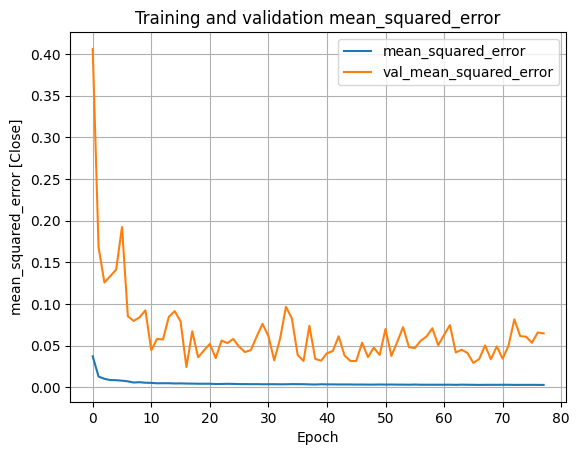 Training and validation mean_squared_error
mean_squared_error
val_mean_squared_error
mean_squared_error [Close]
0.40
0.35
0.30
0.25
0.20
0.15
0.10
0.05
0.00
0 10 20 30 40 50 60 70 80
Epoch